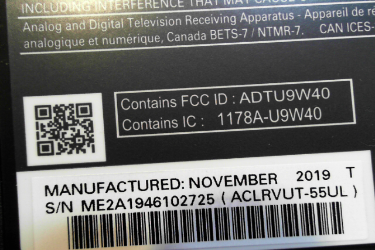 INCLUDING INTERFERENCE THAT MAY CAUSE
Analog and Digital Television Receiving Apparatus - Appareil de
analogique et numérique, Canada BETS-7 / NTMR-7. CAN ICES-
Contains FCC ID : ADTU9W40
Contains IC : 1178A-U9W40
MANUFACTURED: NOVEMBER 2019 T
S/N ME2A1946102725 ( ACLRVUT-55UL )